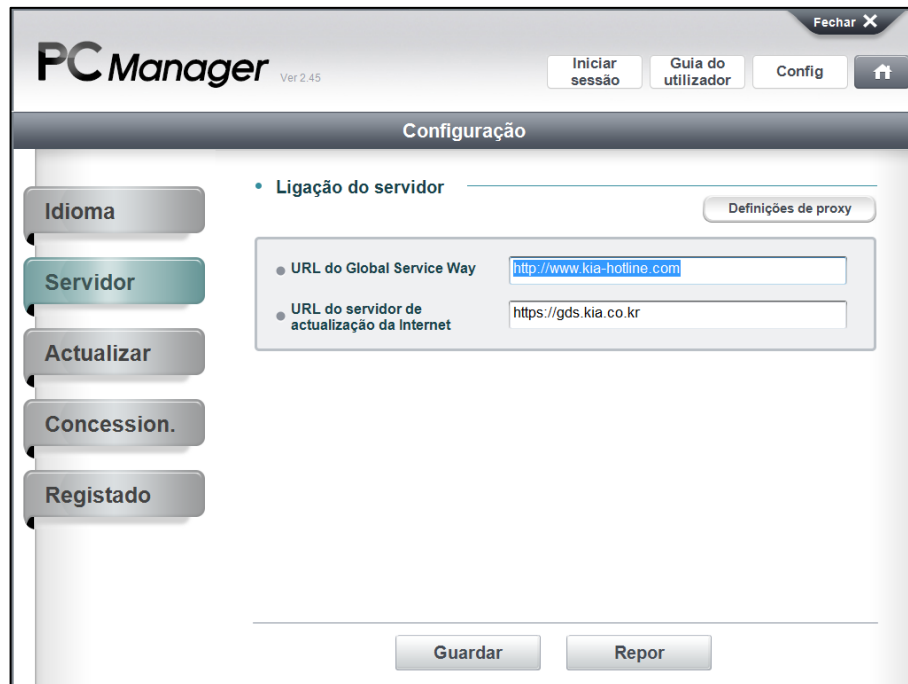 Fechar X
PC Manager Ver 2.45
Iniciar sessão
Guia do utilizador
Config
Configuração
Idioma
Servidor
Actualizar
Concession.
Registado
Ligação do servidor
Definições de proxy
URL do Global Service Way
http://www.kia-hotline.com
URL do servidor de
actualização da Internet
https://gds.kia.co.kr
Guardar
Repor